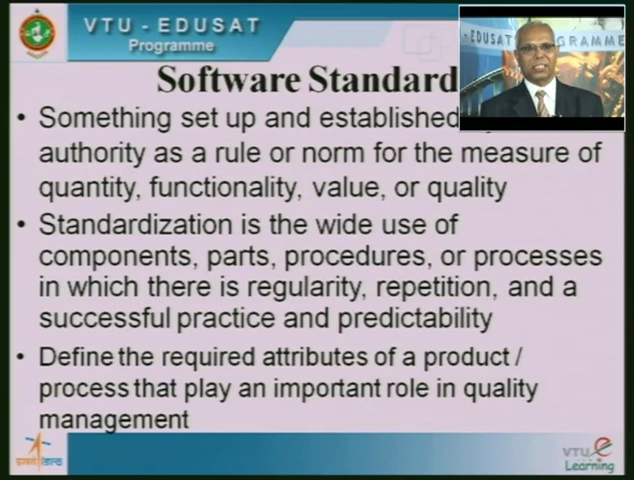 VTU - EDUSAT
Programme
- EDUSAT PROGRAMME
Software Standard
• Something set up and established
authority as a rule or norm for the measure of
quantity, functionality, value, or quality
• Standardization is the wide use of
components, parts, procedures, or processes
in which there is regularity, repetition, and a
successful practice and predictability
• Define the required attributes of a product /
process that play an important role in quality
management
VTU e
Learning